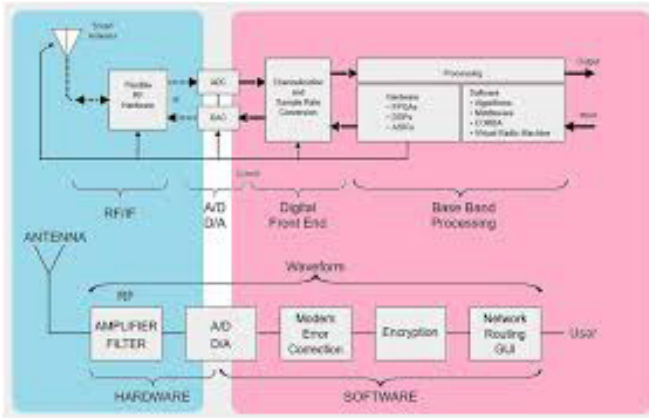 Smart
Antenna
Flexible
RF
Hardware
IF
ADC
DAC
Channelization
and
Sample Rate
Conversion
Processing
Hardware
• FPGAs
• DSPs
• ASICs
Software
• Algorithms
• Middleware
• CORBA
• Virtual Radio Machine
Output
Input
Control
RF/IF
A/D
D/A
Digital
Front End
Base Band
Processing
ANTENNA
Waveform
RF
AMPLIFIER
FILTER
A/D
D/A
Modem
Error
Correction
Encryption
Network
Routing
GUI
User
HARDWARE
SOFTWARE